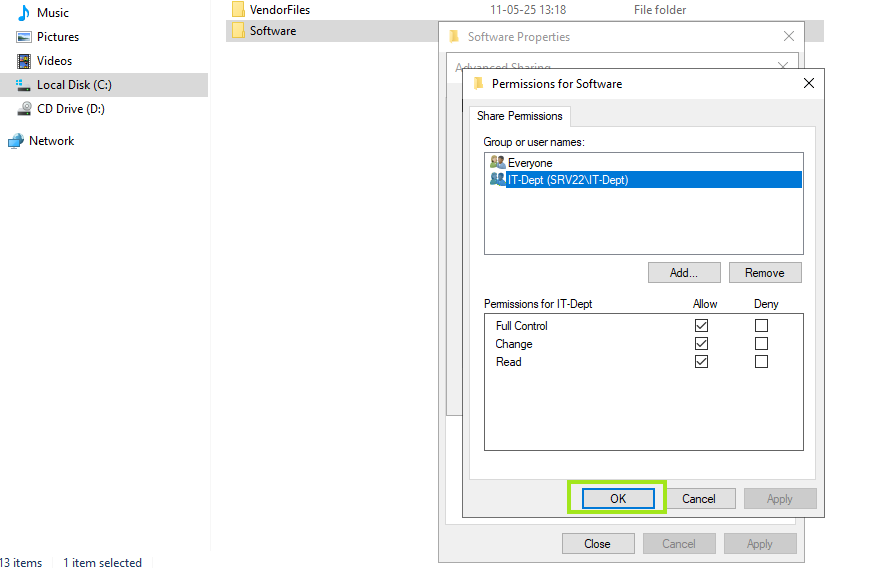 Music
Pictures
Videos
Local Disk (C:)
CD Drive (D:)
Network
VendorFiles 11-05-25 13:18 File folder
Software
Software Properties
Advanced Sharing
Permissions for Software
Share Permissions
Group or user names:
Everyone
IT-Dept (SRV22\IT-Dept)
Add... Remove
Permissions for IT-Dept Allow Deny
Full Control
Change
Read
OK Cancel Apply
Close Cancel Apply
13 items 1 item selected